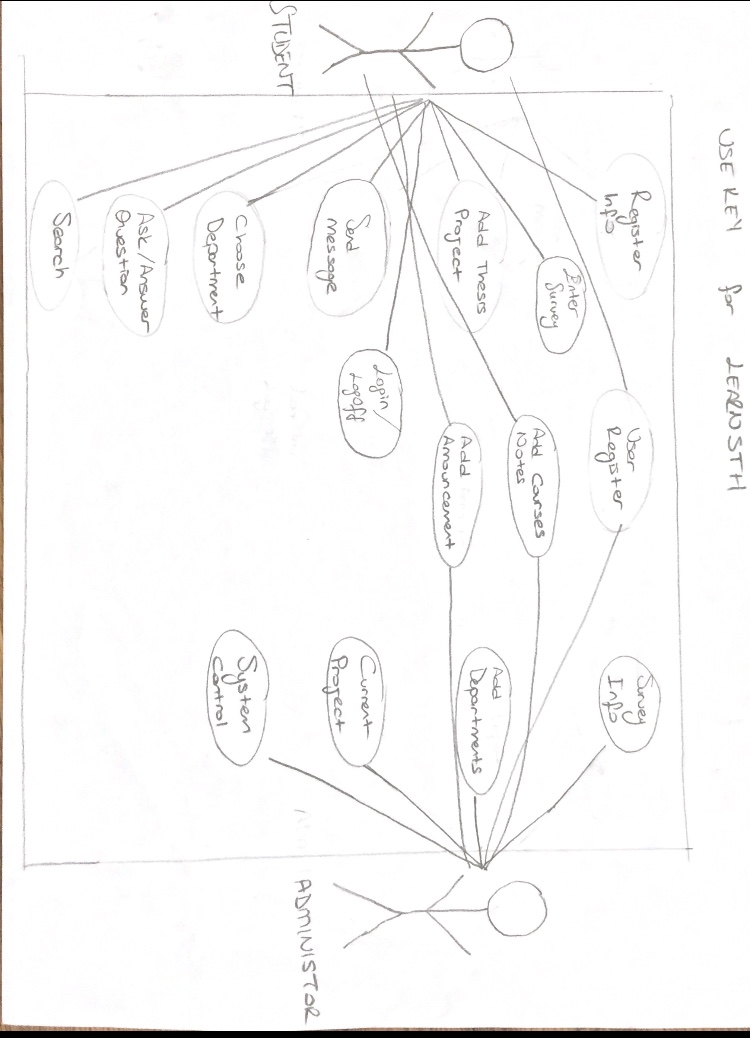 USE KEY for LEARNSTH
Register
Info
User
Register
Survey
Info
Enter
Survey
Add Courses
Notes
Add Thesis
Project
Add
Departments
Add
Amouncement
Login/
LogOff
Send
message
Current
Project
STUDENT
ADMINISTOR
Choose
Department
System
Control
Ask/Answer
Question
Search